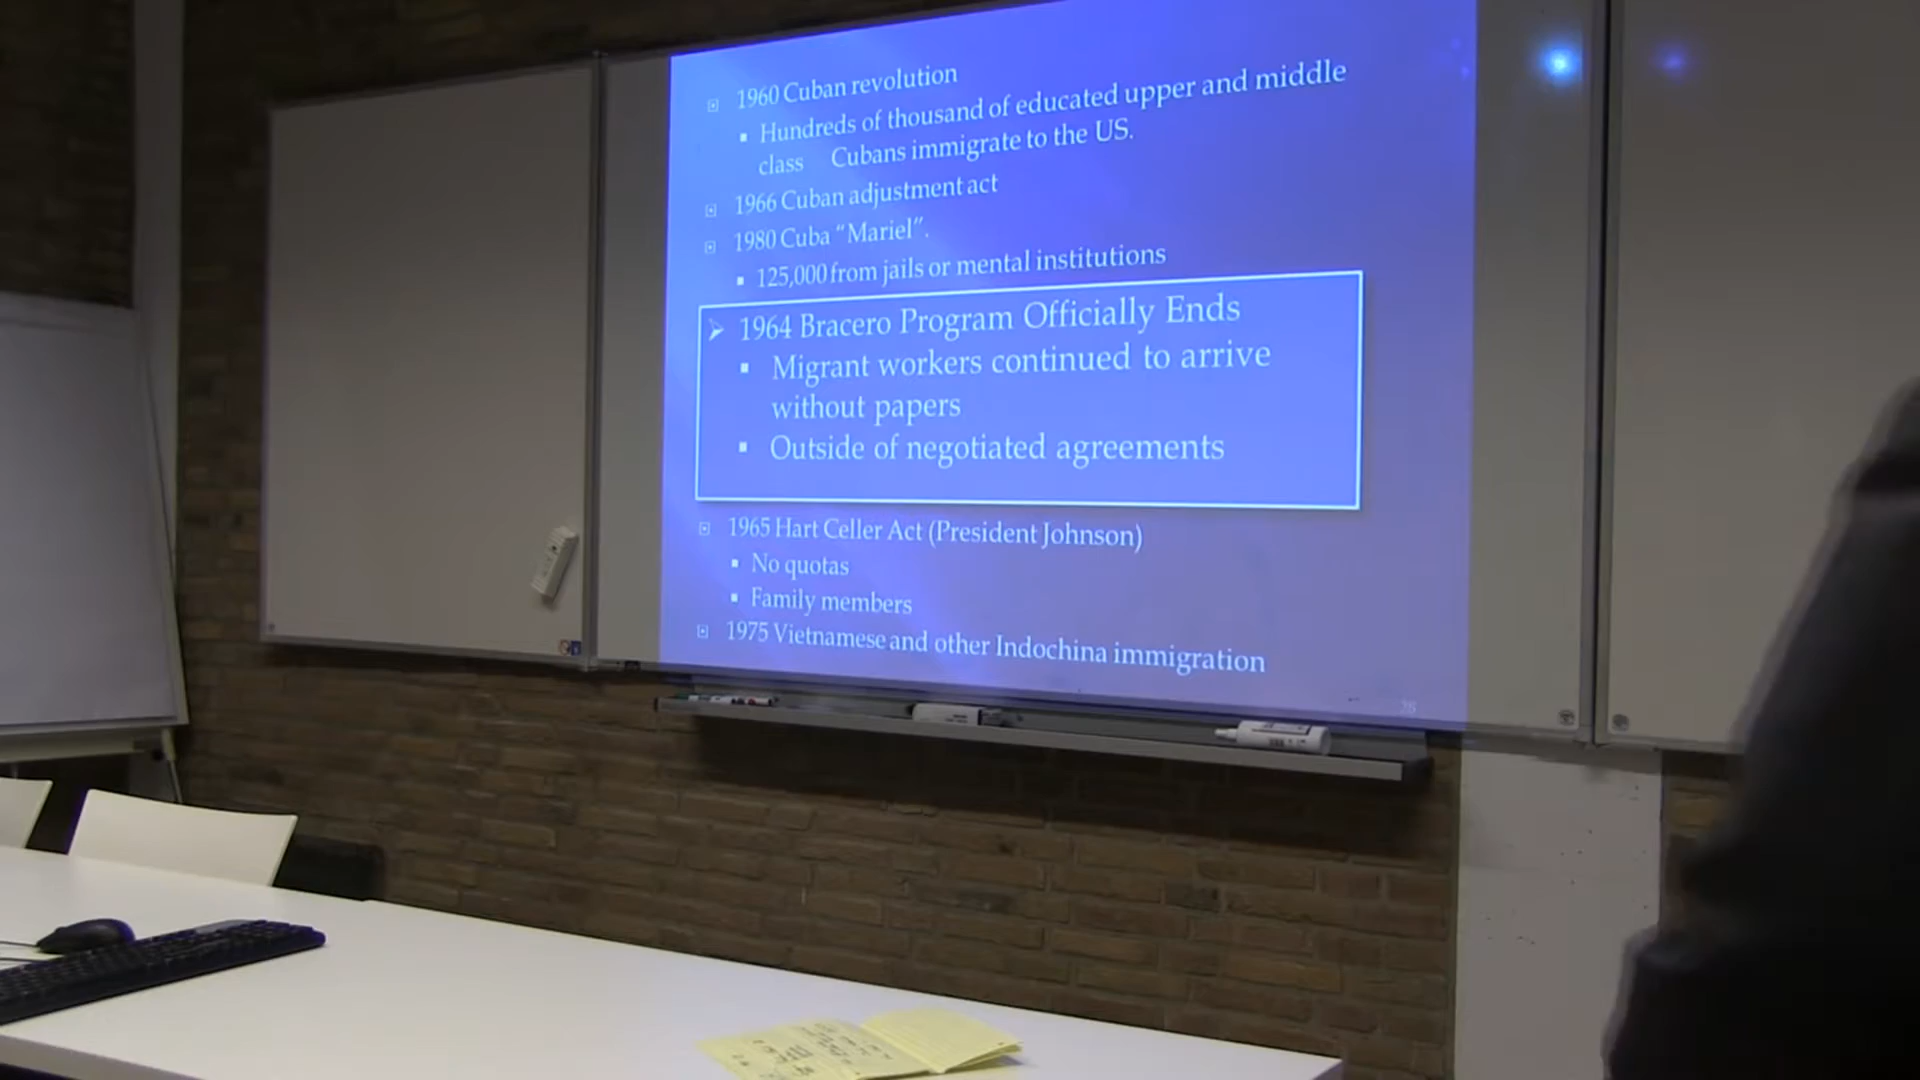 1960 Cuban revolution
Hundreds of thousand of educated upper and middle
class Cubans immigrate to the US.
1966 Cuban adjustment act
1980 Cuba “Mariel”.
125,000 from jails or mental institutions
1964 Bracero Program Officially Ends
Migrant workers continued to arrive
without papers
Outside of negotiated agreements
1965 Hart Celler Act (President Johnson)
No quotas
Family members
1975 Vietnamese and other Indochina immigration